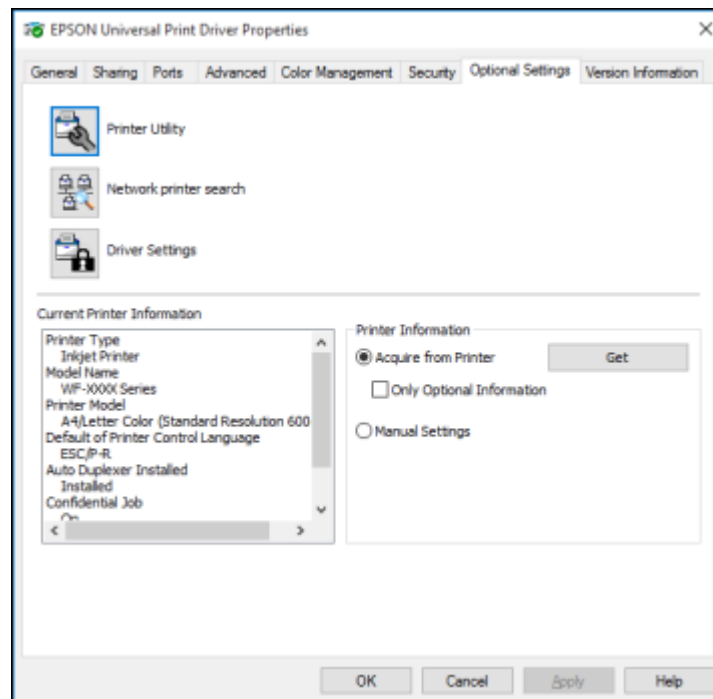 EPSON Universal Print Driver Properties
General Sharing Ports Advanced Color Management Security Optional Settings Version Information
Printer Utility
Network printer search
Driver Settings
Current Printer Information
Printer Type
Inkjet Printer
Model Name
WF-XXXX Series
Printer Model
A4/Letter Color (Standard Resolution 600
Default of Printer Control Language
ESC/P-R
Auto Duplexer Installed
Installed
Confidential Job
On
Printer Information
Acquire from Printer Get
Only Optional Information
Manual Settings
OK Cancel Apply Help